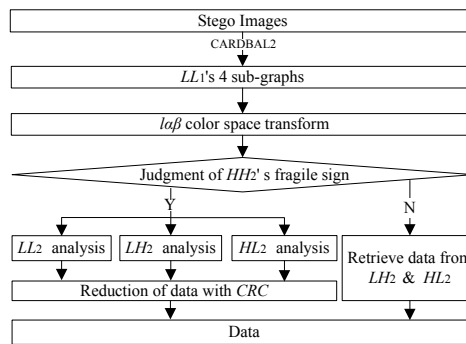 Stego Images
CARDBAL2
LL1's 4 sub-graphs
lαβ color space transform
Judgment of HH2's fragile sign
Y
N
LL2 analysis
LH2 analysis
HL2 analysis
Retrieve data from
LH2 & HL2
Reduction of data with CRC
Data